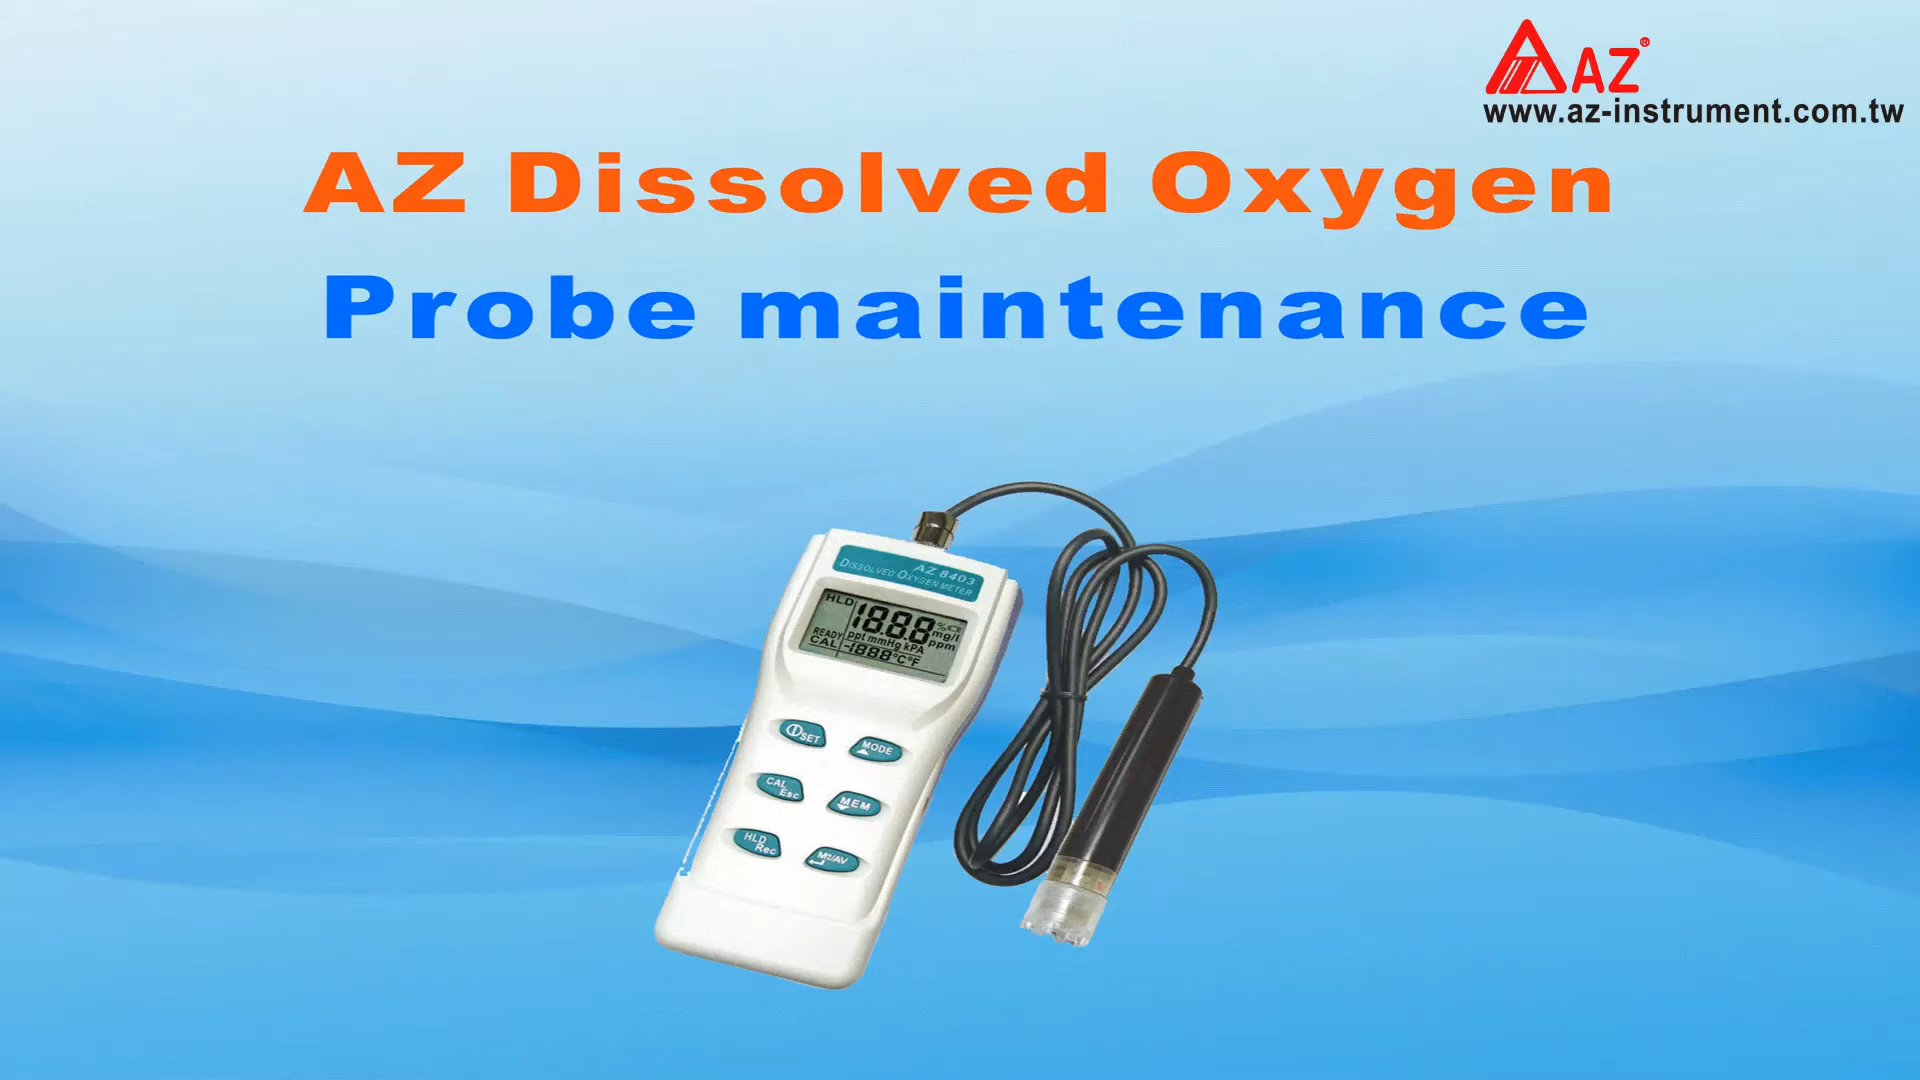 AZ®
www.az-instrument.com.tw
AZ Dissolved Oxygen
Probe maintenance
AZ 8403
DISSOLVED OXYGEN METER
HLD 18.8.8 % mg/l
READY ppt mmHg kPA ppm
CAL -188.8 °C °F
SET
MODE
CAL
Esc
MEM
HLD
Rec